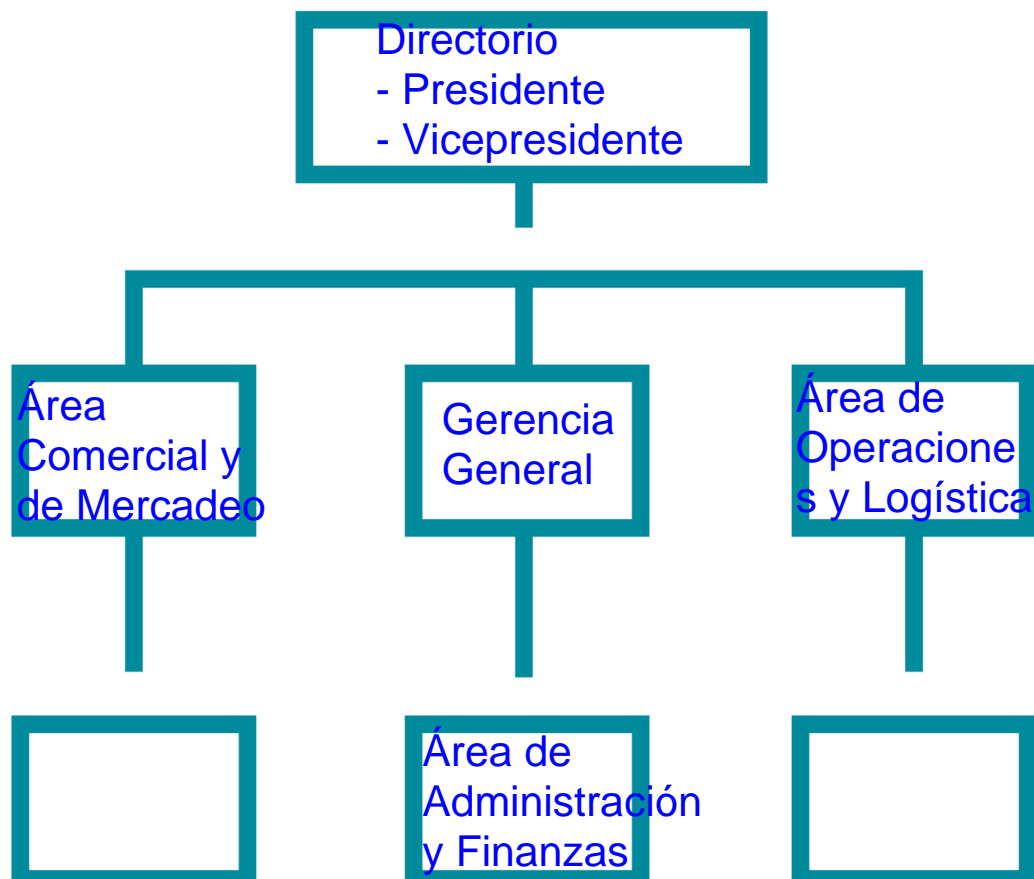 Directorio
- Presidente
- Vicepresidente
Área
Comercial y
de Mercadeo
Gerencia
General
Área de
Operacione
s y Logística
Área de
Administración
y Finanzas